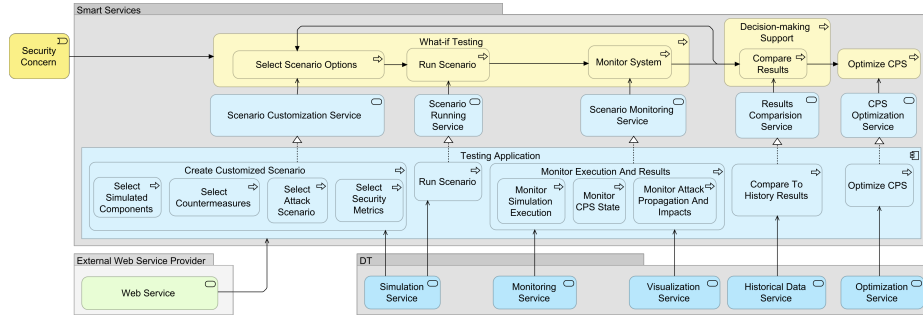 Smart Services
Security
Concern
What-if Testing
Select Scenario Options
Run Scenario
Monitor System
Decision-making
Support
Compare
Results
Optimize CPS
Scenario Customization Service
Scenario
Running
Service
Scenario Monitoring
Service
Results
Comparision
Service
CPS
Optimization
Service
Testing Application
Create Customized Scenario
Select
Simulated
Components
Select
Countermeasures
Select
Attack
Scenario
Select
Security
Metrics
Run Scenario
Monitor Execution And Results
Monitor
Simulation
Execution
Monitor
CPS State
Monitor Attack
Propagation And
Impacts
Compare To
History Results
Optimize CPS
External Web Service Provider
Web Service
DT
Simulation
Service
Monitoring
Service
Visualization
Service
Historical Data
Service
Optimization
Service